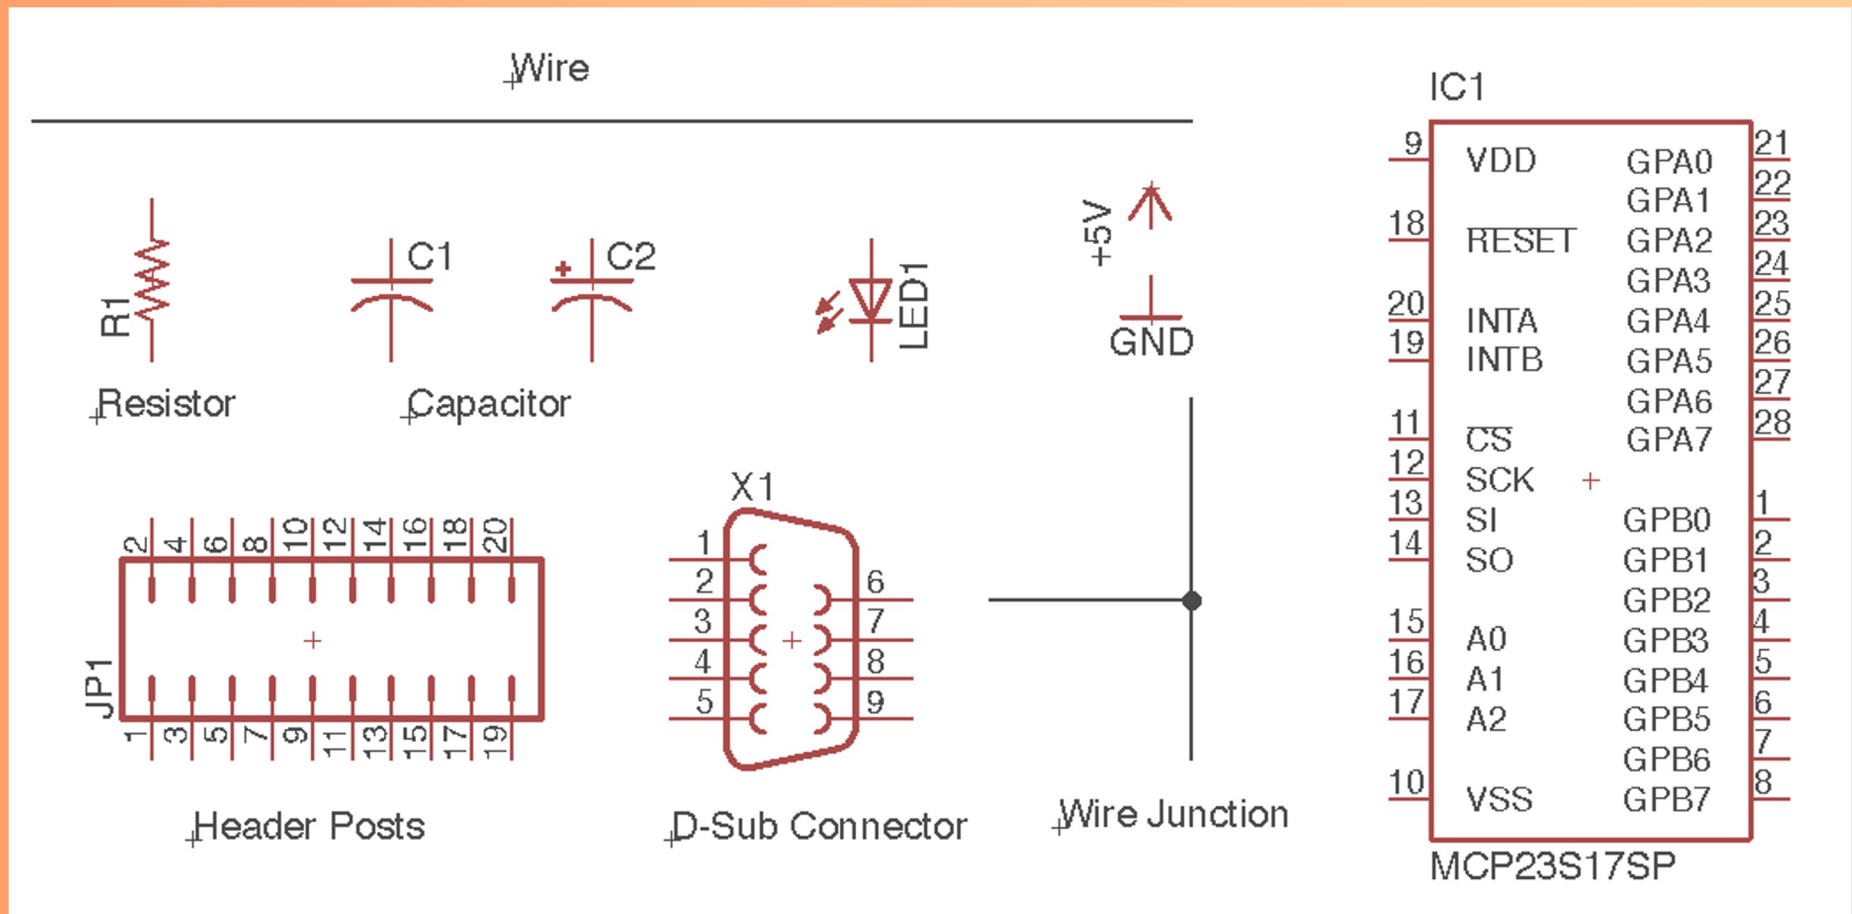 Wire
IC1
9 VDD GPA0 21
GPA1 22
18 RESET GPA2 23
GPA3 24
20 INTA GPA4 25
19 INTB GPA5 26
GPA6 27
11 CS GPA7 28
12 SCK
13 SI GPB0 1
14 SO GPB1 2
GPB2 3
15 A0 GPB3 4
16 A1 GPB4 5
17 A2 GPB5 6
GPB6 7
10 VSS GPB7 8
MCP23S17SP
R1
C1
+ C2
LED1
+5V
GND
Resistor
Capacitor
2 4 6 8 10 12 14 16 18 20
JP1
1 3 5 7 9 11 13 15 17 19
Header Posts
X1
1
2 6
3 7
4 8
5 9
D-Sub Connector
Wire Junction